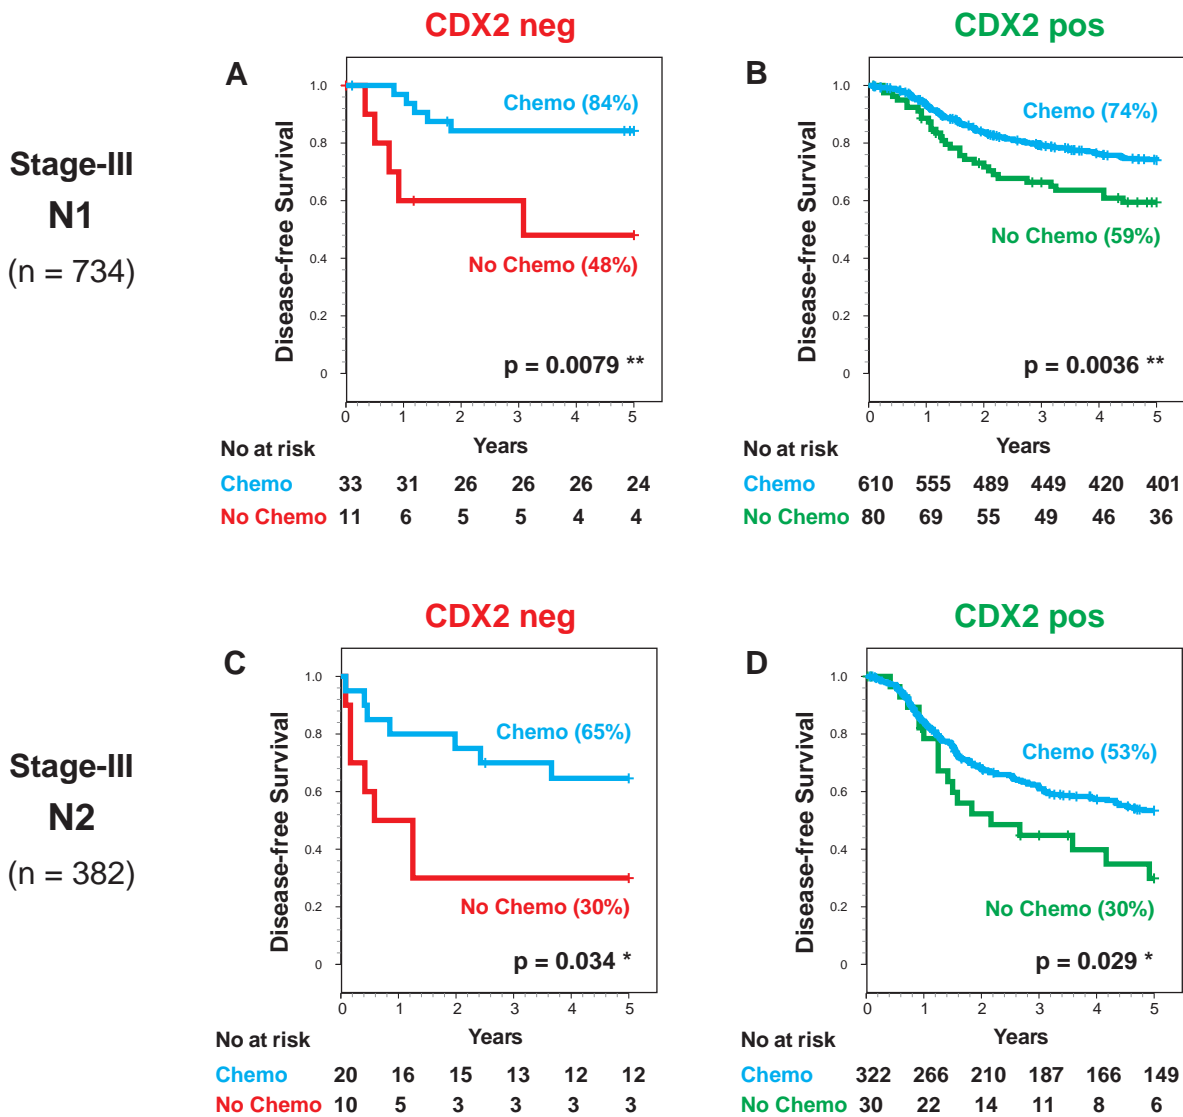 CDX2 neg
CDX2 pos
Stage-III
N1
(n = 734)
A
Disease-free Survival
1.0
0.8
0.6
0.4
0.2
0
Chemo (84%)
No Chemo (48%)
p = 0.0079 **
0 1 2 3 4 5
Years
No at risk
Chemo 33 31 26 26 26 24
No Chemo 11 6 5 5 4 4
B
Disease-free Survival
1.0
0.8
0.6
0.4
0.2
0
Chemo (74%)
No Chemo (59%)
p = 0.0036 **
0 1 2 3 4 5
Years
No at risk
Chemo 610 555 489 449 420 401
No Chemo 80 69 55 49 46 36
CDX2 neg
CDX2 pos
Stage-III
N2
(n = 382)
C
Disease-free Survival
1.0
0.8
0.6
0.4
0.2
0
Chemo (65%)
No Chemo (30%)
p = 0.034 *
0 1 2 3 4 5
Years
No at risk
Chemo 20 16 15 13 12 12
No Chemo 10 5 3 3 3 3
D
Disease-free Survival
1.0
0.8
0.6
0.4
0.2
0
Chemo (53%)
No Chemo (30%)
p = 0.029 *
0 1 2 3 4 5
Years
No at risk
Chemo 322 266 210 187 166 149
No Chemo 30 22 14 11 8 6